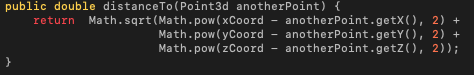 public double distanceTo(Point3d anotherPoint) {
    return  Math.sqrt(Math.pow(xCoord - anotherPoint.getX(), 2) +
                      Math.pow(yCoord - anotherPoint.getY(), 2) +
                      Math.pow(zCoord - anotherPoint.getZ(), 2));
}